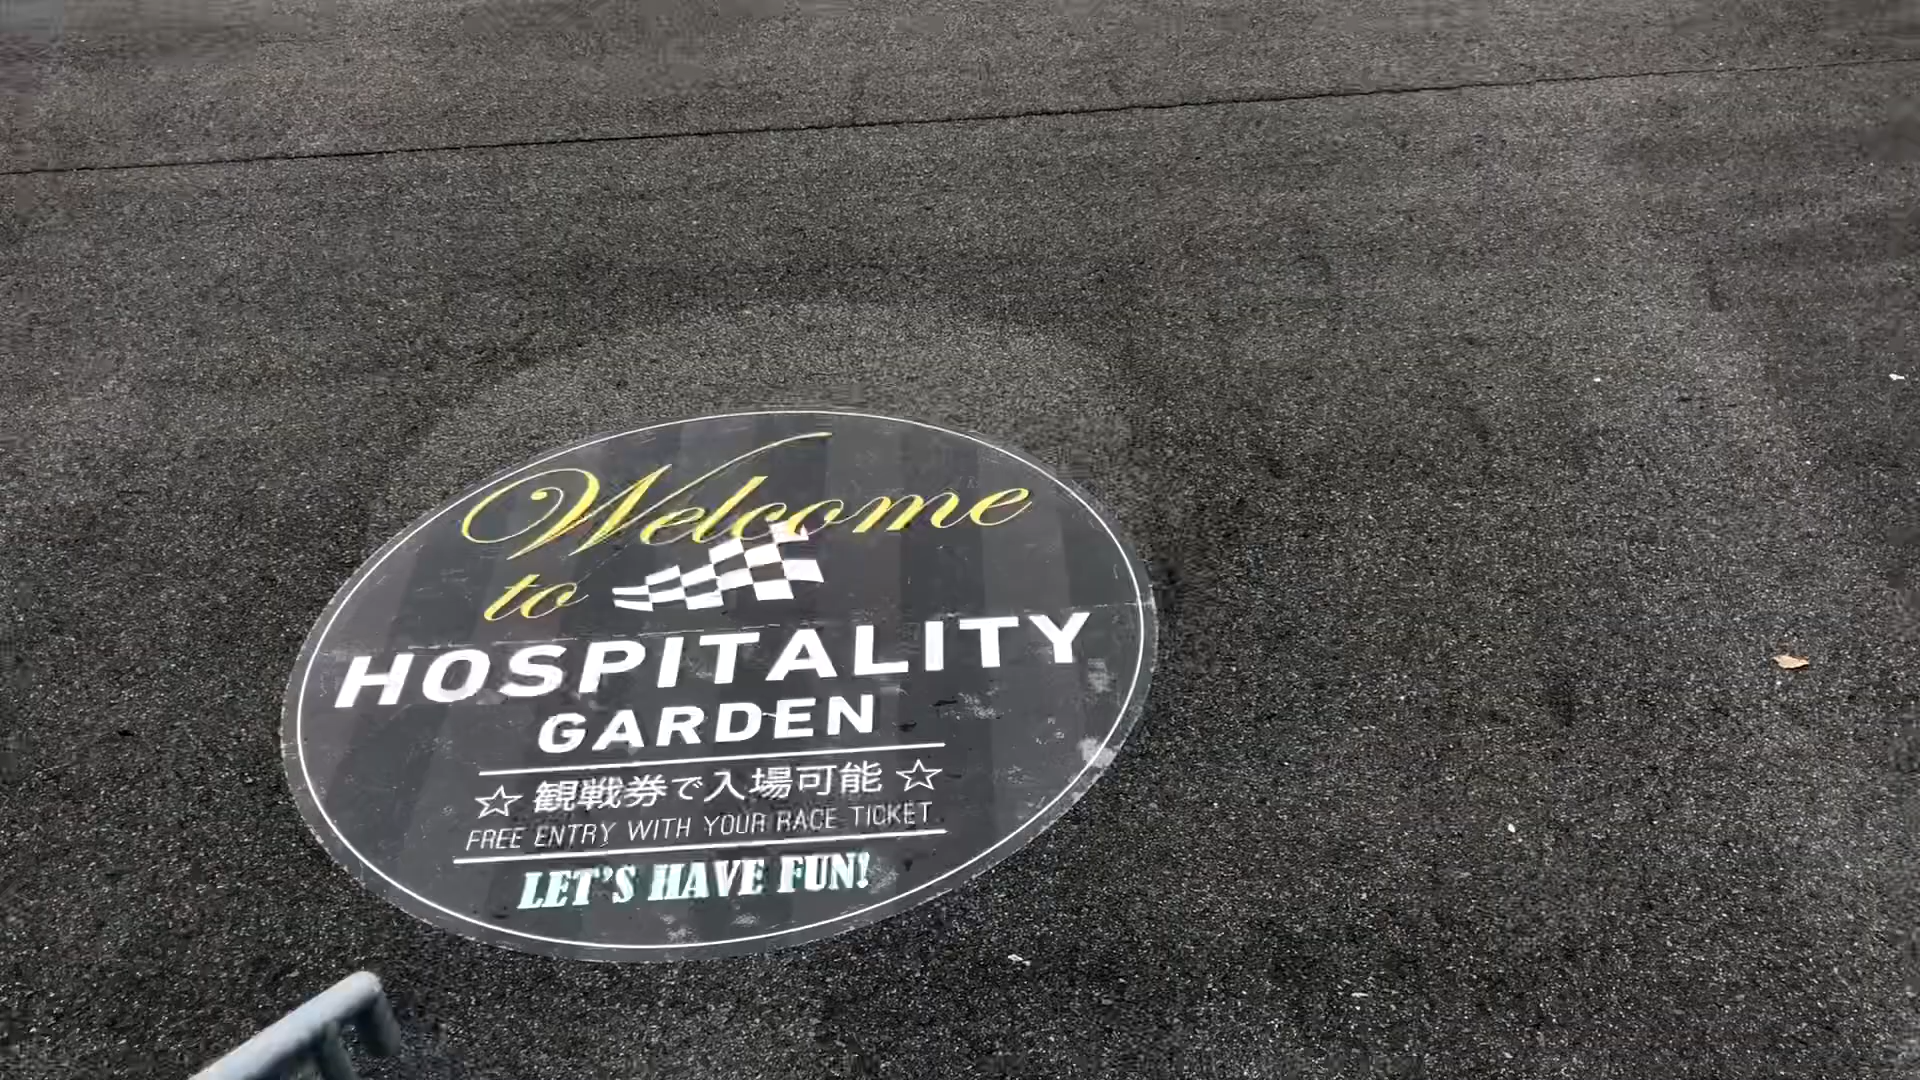 Welcome
to
HOSPITALITY
GARDEN
☆ 観戦券で入場可能 ☆
FREE ENTRY WITH YOUR RACE TICKET
LET'S HAVE FUN!